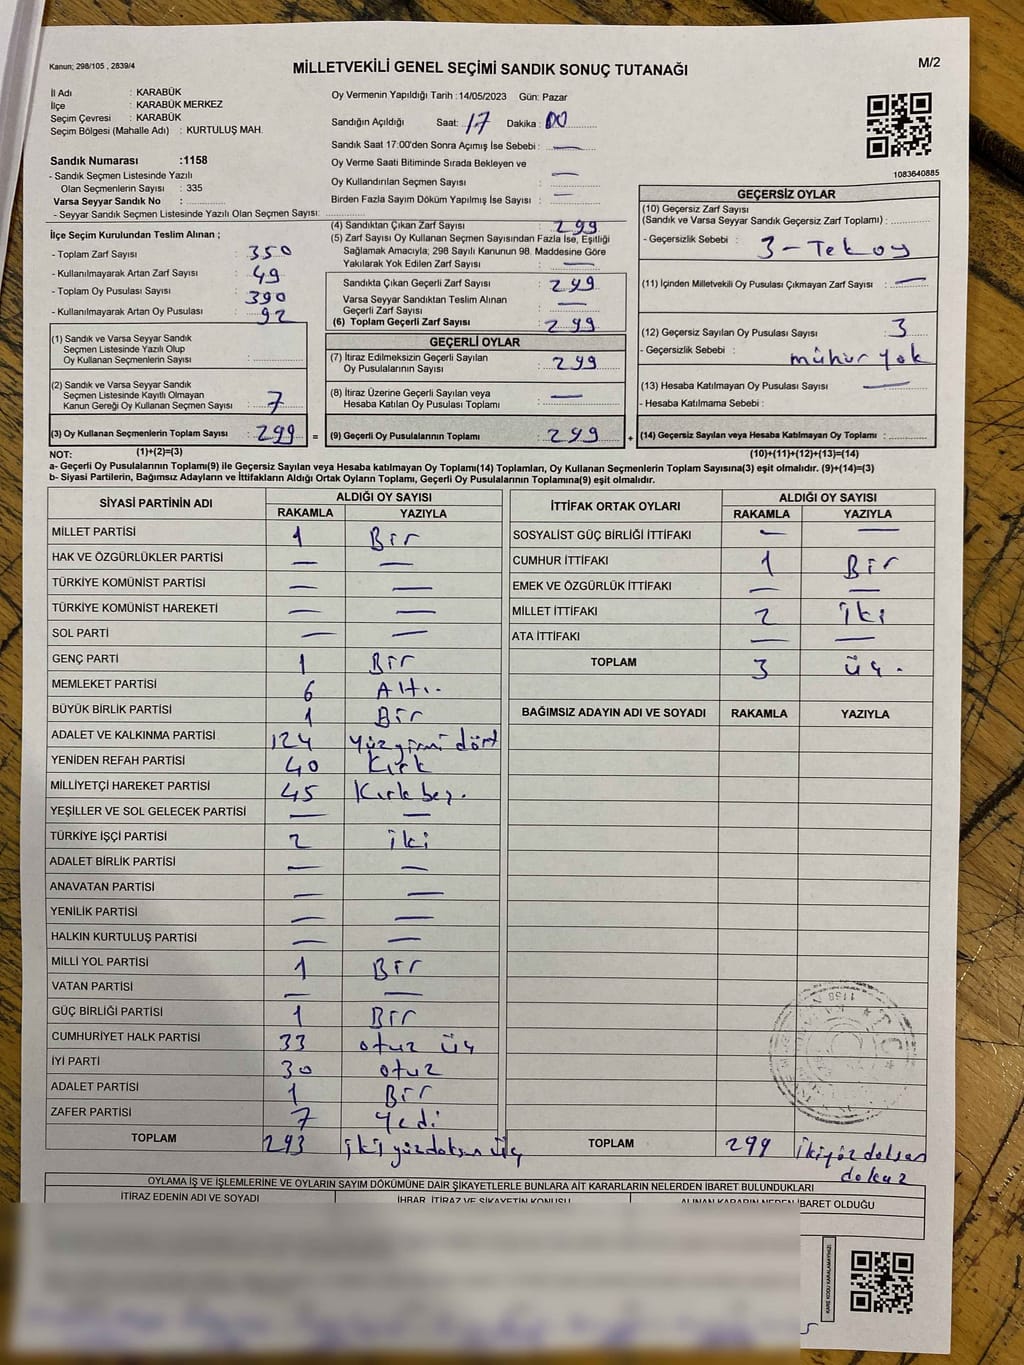 Kanun; 298/105 , 2839/4
MİLLETVEKİLİ GENEL SEÇİMİ SANDIK SONUÇ TUTANAĞI
M/2
İl Adı : KARABÜK
İlçe : KARABÜK MERKEZ
Seçim Çevresi : KARABÜK
Seçim Bölgesi (Mahalle Adı) : KURTULUŞ MAH.
Sandık Numarası :1158
- Sandık Seçmen Listesinde Yazılı
Olan Seçmenlerin Sayısı : 335
Varsa Seyyar Sandık No :
- Seyyar Sandık Seçmen Listesinde Yazılı Olan Seçmen Sayısı:
Oy Vermenin Yapıldığı Tarih :14/05/2023 Gün: Pazar
Sandığın Açıldığı Saat: 17 Dakika : 00
Sandık Saat 17:00'den Sonra Açımış İse Sebebi : —
Oy Verme Saati Bitiminde Sırada Bekleyen ve
Oy Kullandırılan Seçmen Sayısı : —
Birden Fazla Sayım Döküm Yapılmış İse Sayısı : —
1083640885
İlçe Seçim Kurulundan Teslim Alınan ;
- Toplam Zarf Sayısı : 350
- Kullanılmayarak Artan Zarf Sayısı : 49
- Toplam Oy Pusulası Sayısı : 390
- Kullanılmayarak Artan Oy Pusulası : 92
(1) Sandık ve Varsa Seyyar Sandık
Seçmen Listesinde Yazılı Olup
Oy Kullanan Seçmenlerin Sayısı :
(2) Sandık ve Varsa Seyyar Sandık
Seçmen Listesinde Kayıtlı Olmayan
Kanun Gereği Oy Kullanan Seçmen Sayısı : 7
(3) Oy Kullanan Seçmenlerin Toplam Sayısı : 299 =
(4) Sandıktan Çıkan Zarf Sayısı : 299
(5) Zarf Sayısı Oy Kullanan Seçmen Sayısından Fazla İse, Eşitliği
Sağlamak Amacıyla; 298 Sayılı Kanunun 98. Maddesine Göre
Yakılarak Yok Edilen Zarf Sayısı : —
Sandıkta Çıkan Geçerli Zarf Sayısı : 299
Varsa Seyyar Sandıktan Teslim Alınan
Geçerli Zarf Sayısı : —
(6) Toplam Geçerli Zarf Sayısı : 299
GEÇERLİ OYLAR
(7) İtiraz Edilmeksizin Geçerli Sayılan
Oy Pusulalarının Sayısı : 299
(8) İtiraz Üzerine Geçerli Sayılan veya
Hesaba Katılan Oy Pusulası Toplamı : —
(9) Geçerli Oy Pusulalarının Toplamı : 299 +
GEÇERSİZ OYLAR
(10) Geçersiz Zarf Sayısı
(Sandık ve Varsa Seyyar Sandık Geçersiz Zarf Toplamı) :
- Geçersizlik Sebebi : 3-Tek oy
(11) İçinden Milletvekili Oy Pusulası Çıkmayan Zarf Sayısı : —
(12) Geçersiz Sayılan Oy Pusulası Sayısı : 3
- Geçersizlik Sebebi : mühür yok
(13) Hesaba Katılmayan Oy Pusulası Sayısı : —
- Hesaba Katılmama Sebebi :
(14) Geçersiz Sayılan veya Hesaba Katılmayan Oy Toplamı :
NOT: (1)+(2)=(3) (10)+(11)+(12)+(13)=(14)
a- Geçerli Oy Pusulalarının Toplamı(9) ile Geçersiz Sayılan veya Hesaba katılmayan Oy Toplamı(14) Toplamları, Oy Kullanan Seçmenlerin Toplam Sayısına(3) eşit olmalıdır. (9)+(14)=(3)
b- Siyasi Partilerin, Bağımsız Adayların ve İttifakların Aldığı Ortak Oyların Toplamı, Geçerli Oy Pusulalarının Toplamına(9) eşit olmalıdır.
SİYASİ PARTİNİN ADI ALDIĞI OY SAYISI
RAKAMLA YAZIYLA
MİLLET PARTİSİ 1 Bir
HAK VE ÖZGÜRLÜKLER PARTİSİ — —
TÜRKİYE KOMÜNİST PARTİSİ — —
TÜRKİYE KOMÜNİST HAREKETİ — —
SOL PARTİ — —
GENÇ PARTİ 1 Bir
MEMLEKET PARTİSİ 6 Altı.
BÜYÜK BİRLİK PARTİSİ 1 Bir
ADALET VE KALKINMA PARTİSİ 124 Yüz yirmi dört
YENİDEN REFAH PARTİSİ 40 Kırk
MİLLİYETÇİ HAREKET PARTİSİ 45 Kırk beş.
YEŞİLLER VE SOL GELECEK PARTİSİ — —
TÜRKİYE İŞÇİ PARTİSİ 2 iki
ADALET BİRLİK PARTİSİ — —
ANAVATAN PARTİSİ — —
YENİLİK PARTİSİ — —
HALKIN KURTULUŞ PARTİSİ — —
MİLLİ YOL PARTİSİ 1 Bir
VATAN PARTİSİ — —
GÜÇ BİRLİĞİ PARTİSİ 1 Bir
CUMHURİYET HALK PARTİSİ 33 otuz üç
İYİ PARTİ 30 otuz
ADALET PARTİSİ 1 Bir
ZAFER PARTİSİ 7 Yedi
TOPLAM 293 iki yüz doksan üç
İTTİFAK ORTAK OYLARI ALDIĞI OY SAYISI
RAKAMLA YAZIYLA
SOSYALİST GÜÇ BİRLİĞİ İTTİFAKI — —
CUMHUR İTTİFAKI 1 Bir
EMEK VE ÖZGÜRLÜK İTTİFAKI — —
MİLLET İTTİFAKI 2 iki
ATA İTTİFAKI — —
TOPLAM 3 üç.
BAĞIMSIZ ADAYIN ADI VE SOYADI RAKAMLA YAZIYLA
1158
TOPLAM 299 ikiyüz doksan
dokuz
OYLAMA İŞ VE İŞLEMLERİNE VE OYLARIN SAYIM DÖKÜMÜNE DAİR ŞİKAYETLERLE BUNLARA AİT KARARLARIN NELERDEN İBARET BULUNDUKLARI
İTİRAZ EDENİN ADI VE SOYADI İHBAR, İTİRAZ VE ŞİKAYETİN KONUSU ALINAN KARARIN NEDEN İBARET OLDUĞU